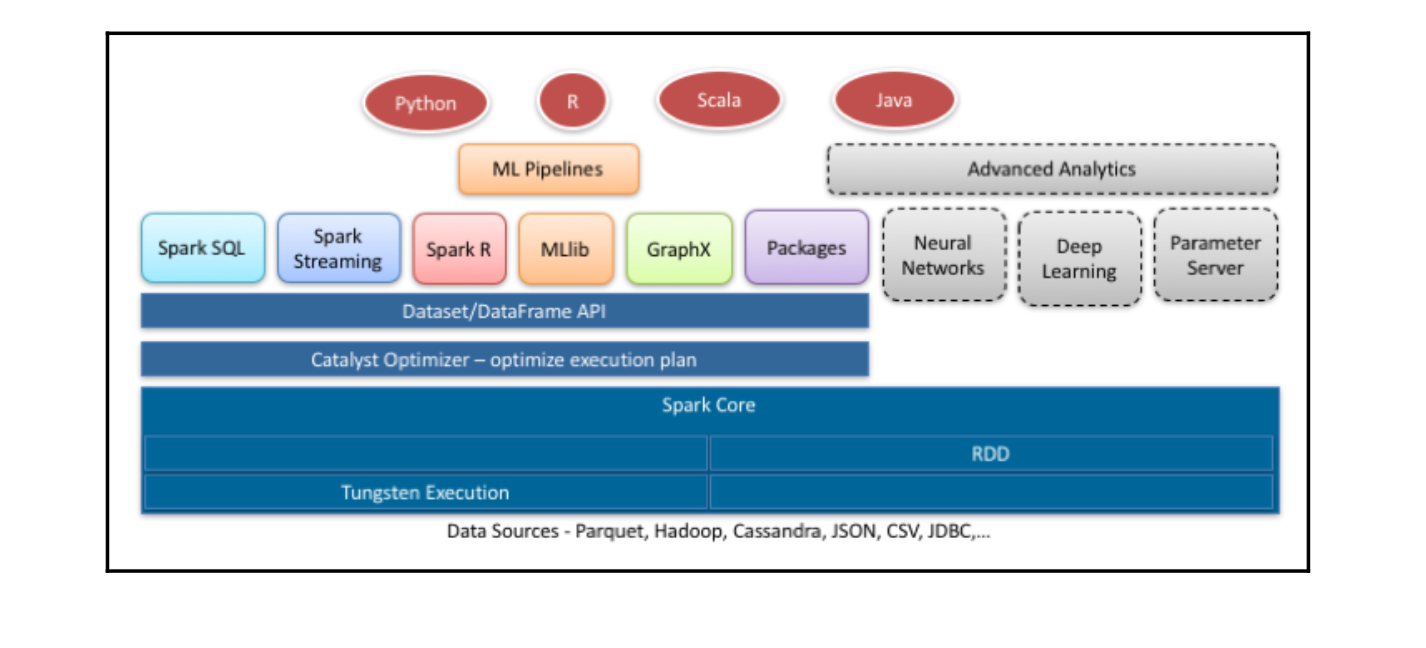 Python
R
Scala
Java
ML Pipelines
Advanced Analytics
Spark SQL
Spark
Streaming
Spark R
MLlib
GraphX
Packages
Neural
Networks
Deep
Learning
Parameter
Server
Dataset/DataFrame API
Catalyst Optimizer – optimize execution plan
Spark Core
RDD
Tungsten Execution
Data Sources - Parquet, Hadoop, Cassandra, JSON, CSV, JDBC,...